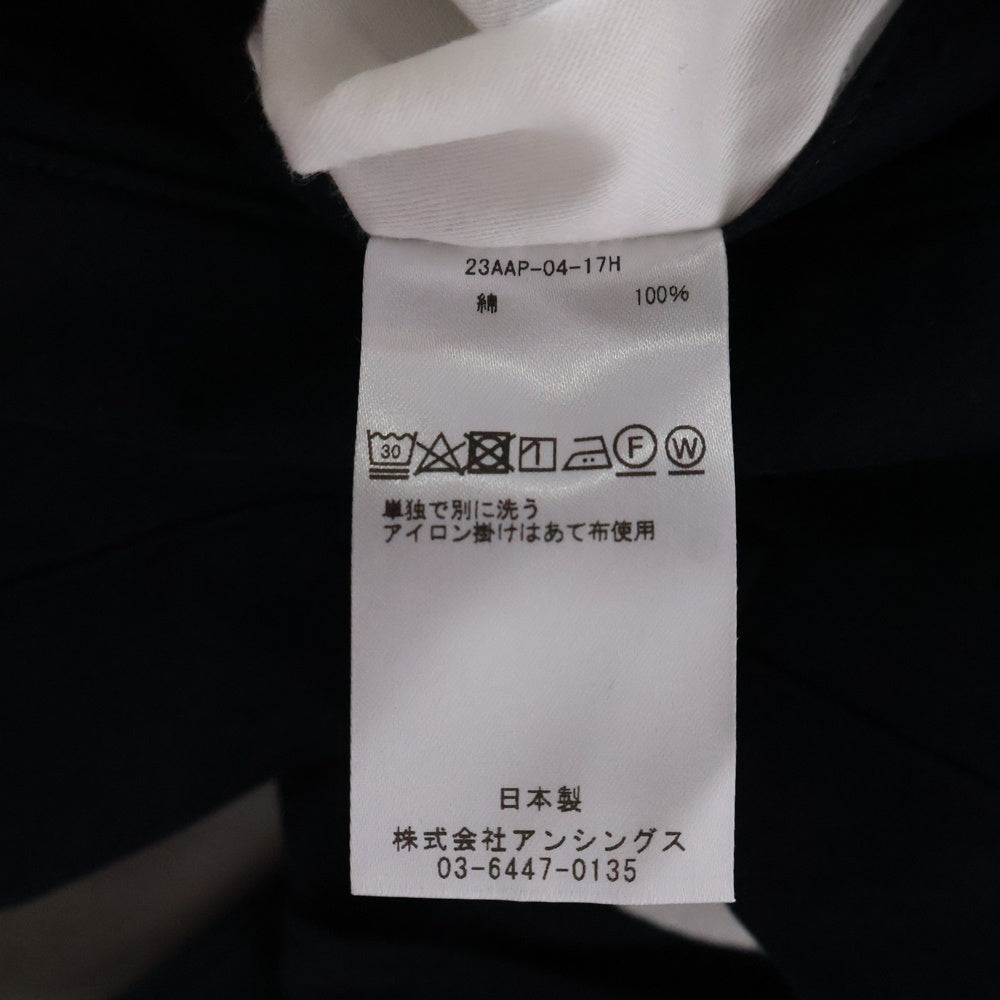 23AAP-04-17H
綿 100%
30 F W
単独で別に洗う
アイロン掛けはあて布使用
日本製
株式会社アンシングス
03-6447-0135